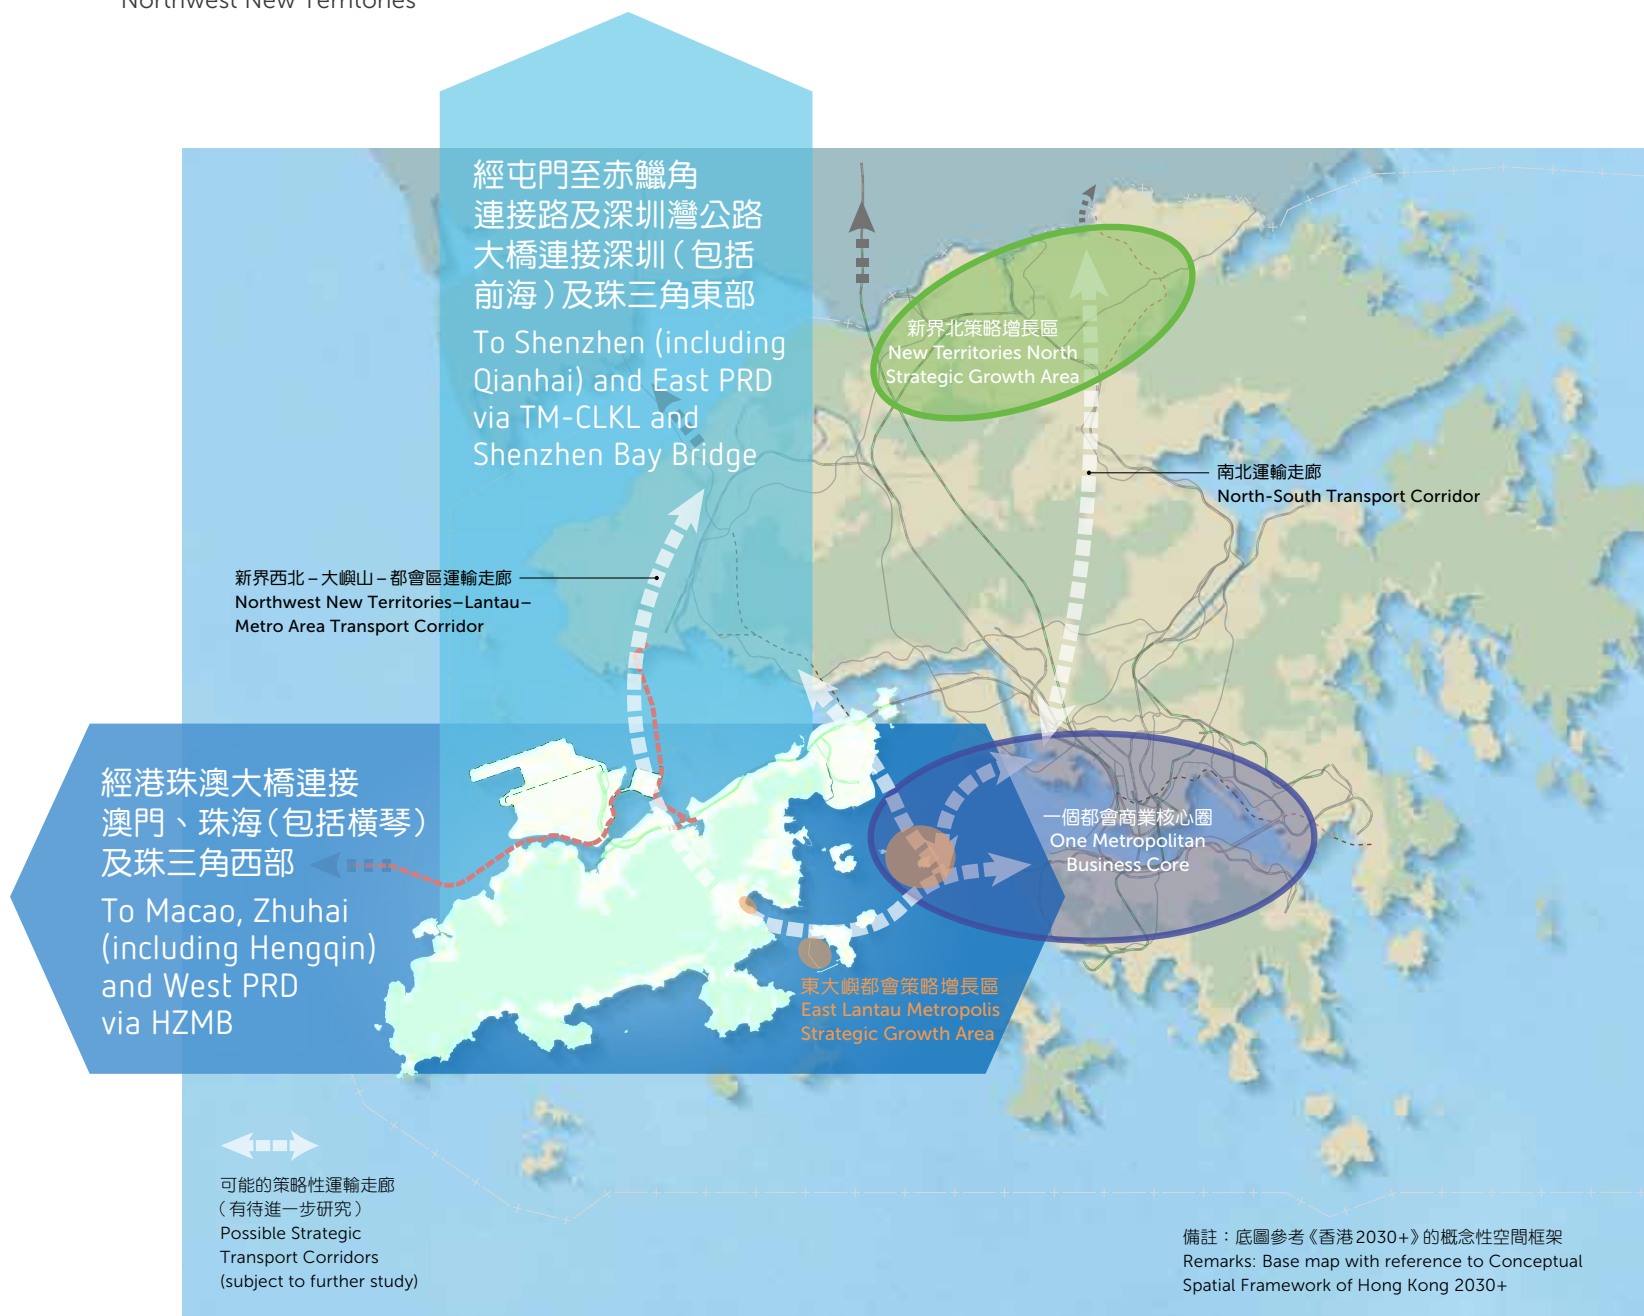 Northwest New Territories
經屯門至赤鱲角
連接路及深圳灣公路
大橋連接深圳（包括
前海）及珠三角東部
To Shenzhen (including
Qianhai) and East PRD
via TM-CLKL and
Shenzhen Bay Bridge
新界北策略增長區
New Territories North
Strategic Growth Area
南北運輸走廊
North-South Transport Corridor
新界西北–大嶼山–都會區運輸走廊
Northwest New Territories–Lantau–
Metro Area Transport Corridor
經港珠澳大橋連接
澳門、珠海（包括橫琴）
及珠三角西部
To Macao, Zhuhai
(including Hengqin)
and West PRD
via HZMB
一個都會商業核心圈
One Metropolitan
Business Core
東大嶼都會策略增長區
East Lantau Metropolis
Strategic Growth Area
可能的策略性運輸走廊
（有待進一步研究）
Possible Strategic
Transport Corridors
(subject to further study)
備註：底圖參考《香港2030+》的概念性空間框架
Remarks: Base map with reference to Conceptual
Spatial Framework of Hong Kong 2030+